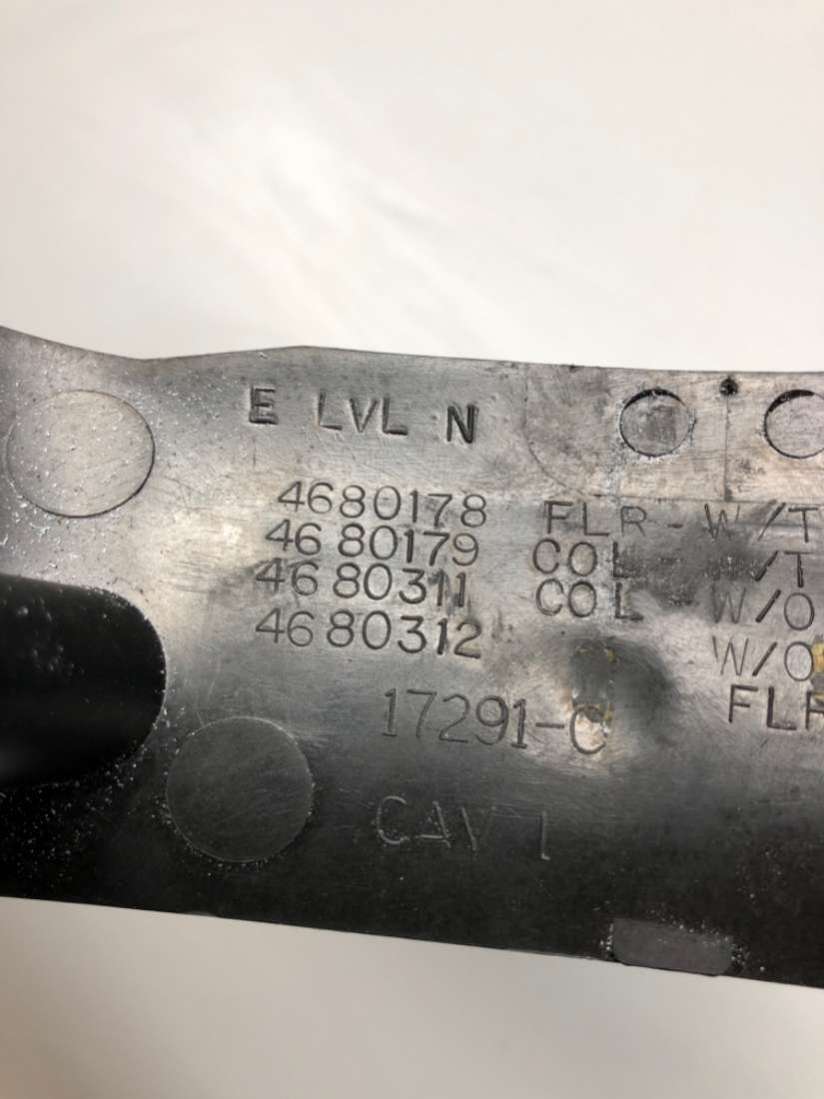 E LVL N
4680178 FLR-W/T
4680179 COL-W/T
4680311 COL-W/O
4680312 W/O
FLR
17291-C
CAV 1